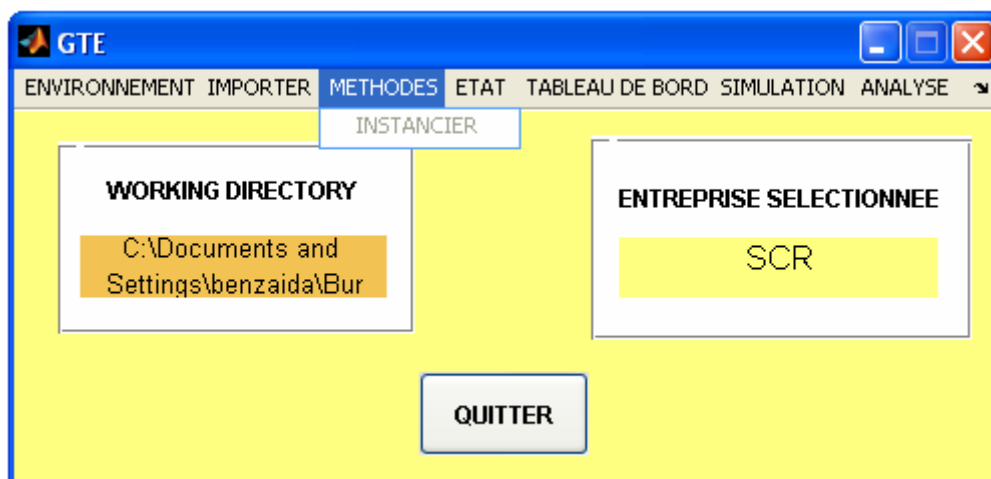 GTE
ENVIRONNEMENT IMPORTER METHODES ETAT TABLEAU DE BORD SIMULATION ANALYSE
INSTANCIER
WORKING DIRECTORY
C:\Documents and
Settings\benzaida\Bur
ENTREPRISE SELECTIONNEE
SCR
QUITTER